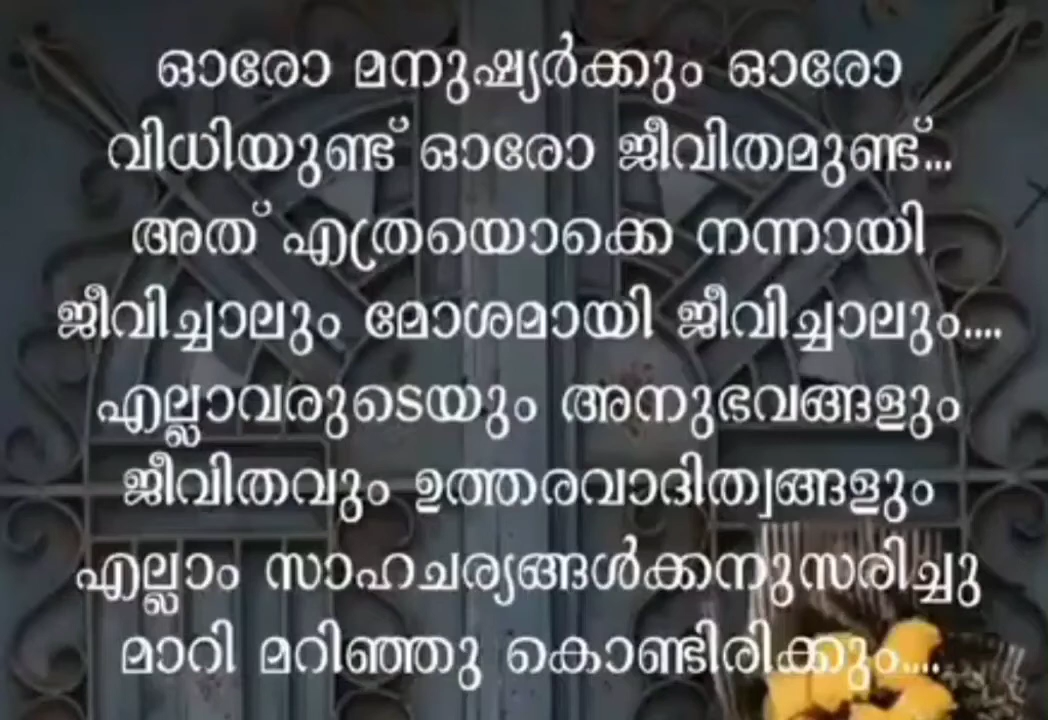 ഓരോ മനുഷ്യർക്കും ഓരോ
വിധിയുണ്ട് ഓരോ ജീവിതമുണ്ട്...
അത് എത്രയൊക്കെ നന്നായി
ജീവിച്ചാലും മോശമായി ജീവിച്ചാലും....
എല്ലാവരുടെയും അനുഭവങ്ങളും
ജീവിതവും ഉത്തരവാദിത്വങ്ങളും
എല്ലാം സാഹചര്യങ്ങൾക്കനുസരിച്ചു
മാറി മറിഞ്ഞു കൊണ്ടിരിക്കും....